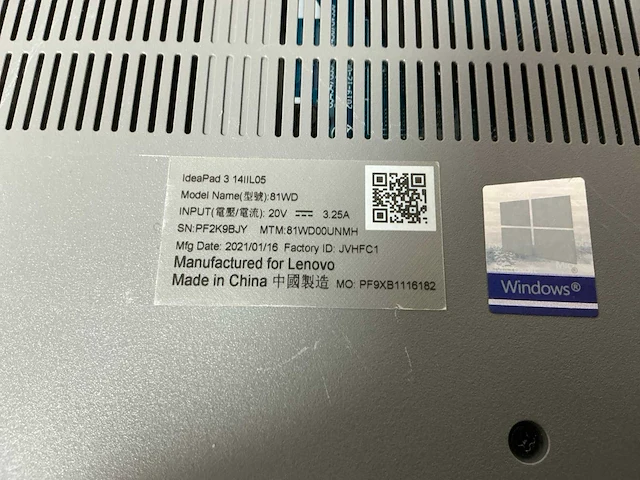 IdeaPad 3 14IIL05
Model Name(型號):81WD
INPUT(電壓/電流): 20V ⎓ 3.25A
SN:PF2K9BJY MTM:81WD00UNMH
Mfg Date: 2021/01/16 Factory ID: JVHFC1
Manufactured for Lenovo
Made in China 中國製造 MO: PF9XB1116182
Windows®